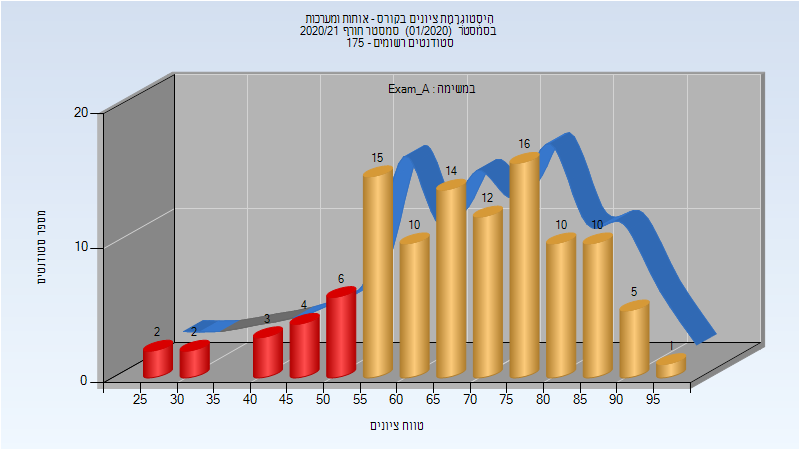 היסטוגרמת ציונים בקורס - אותות ומערכות
בסמסטר (01/2020) סמסטר חורף 2020/21
סטודנטים רשומים - 175
במשימה : Exam_A
מספר סטודנטים
20
10
0
2
2
3
4
6
15
10
14
12
16
10
10
5
1
25 30 35 40 45 50 55 60 65 70 75 80 85 90 95
טווח ציונים